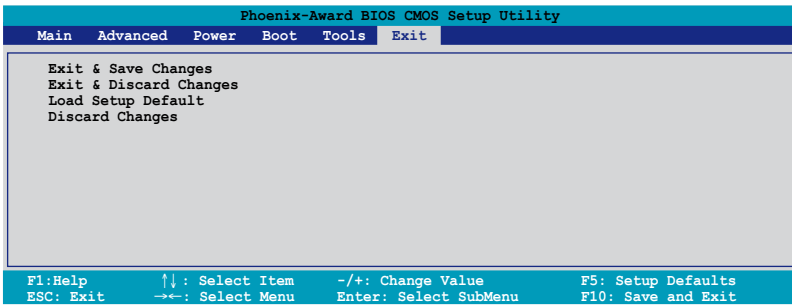 Phoenix-Award BIOS CMOS Setup Utility
Main Advanced Power Boot Tools Exit
Exit & Save Changes
Exit & Discard Changes
Load Setup Default
Discard Changes
F1:Help ↑↓: Select Item -/+: Change Value F5: Setup Defaults
ESC: Exit →←: Select Menu Enter: Select SubMenu F10: Save and Exit